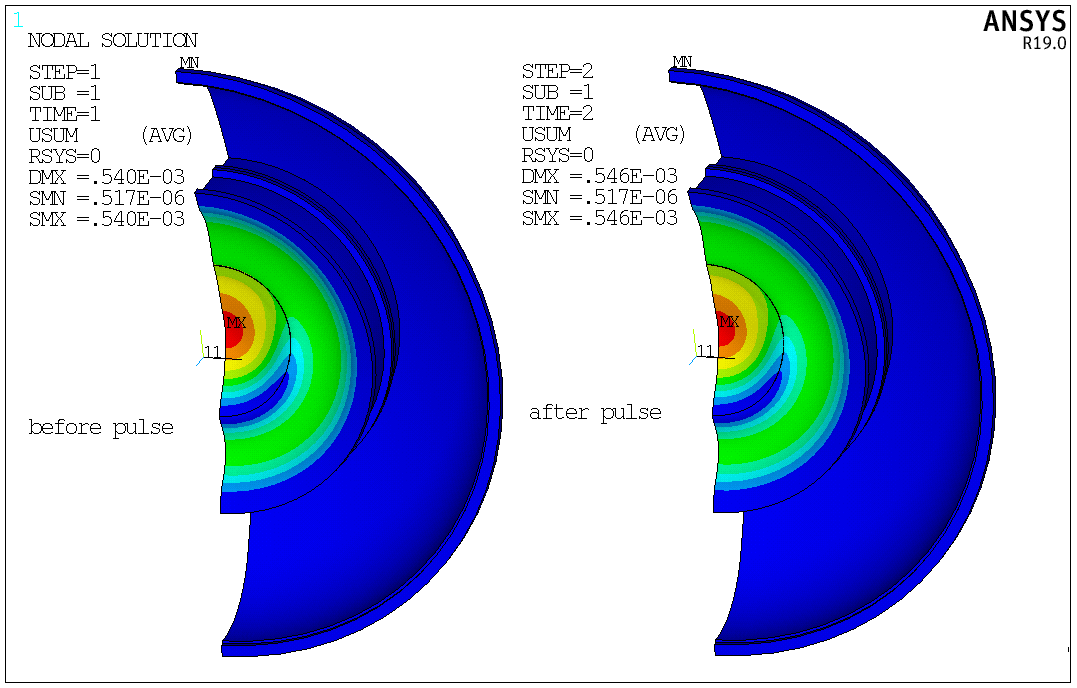 1
ANSYS
R19.0
NODAL SOLUTION
STEP=1
SUB =1
TIME=1
USUM (AVG)
RSYS=0
DMX =.540E-03
SMN =.517E-06
SMX =.540E-03
MN
MX
11
before pulse
STEP=2
SUB =1
TIME=2
USUM (AVG)
RSYS=0
DMX =.546E-03
SMN =.517E-06
SMX =.546E-03
MN
MX
11
after pulse